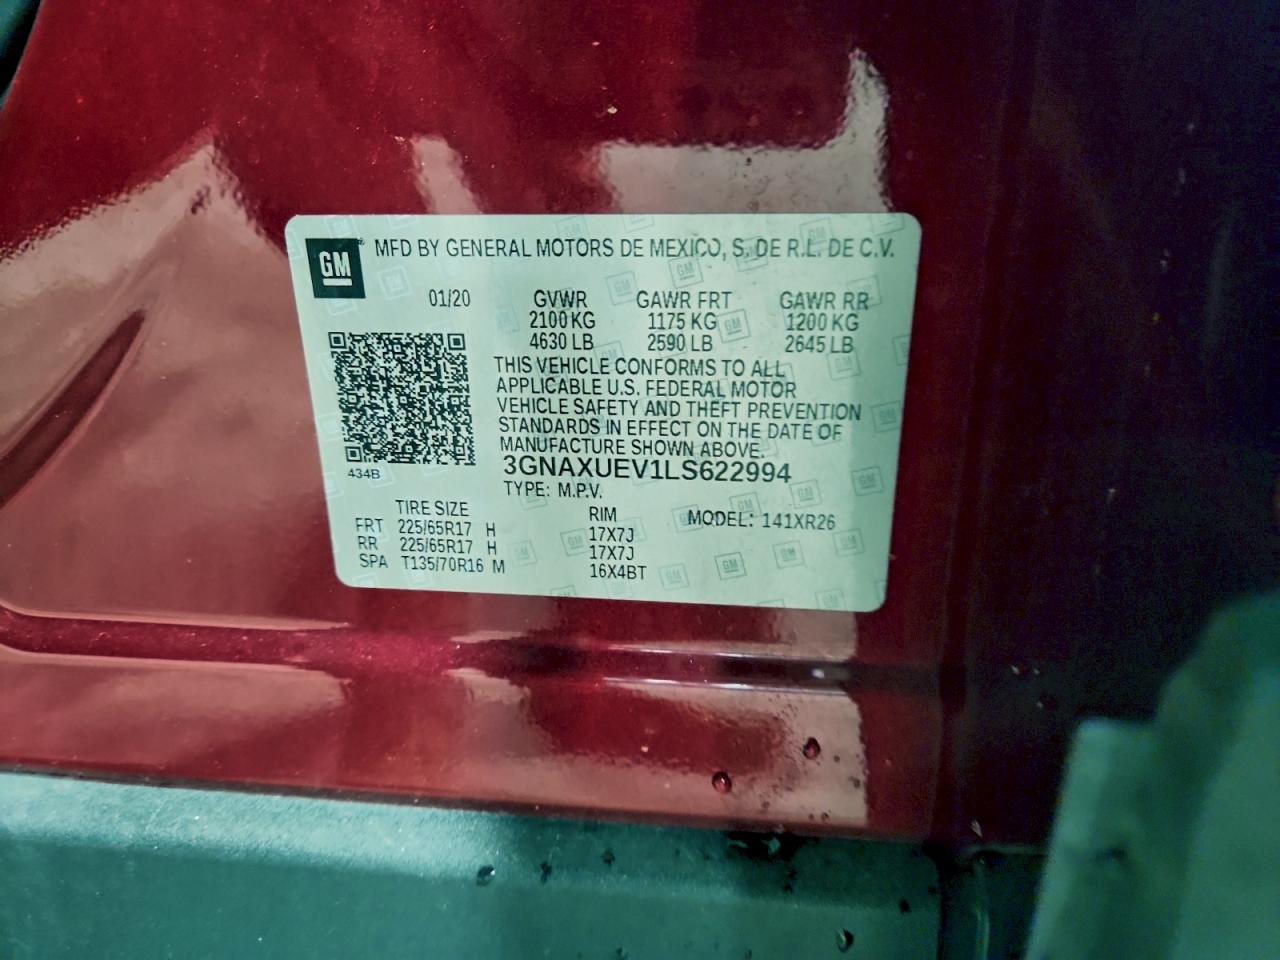 GM® MFD BY GENERAL MOTORS DE MEXICO, S. DE R.L. DE C.V.
01/20 GVWR GAWR FRT GAWR RR
2100 KG 1175 KG 1200 KG
4630 LB 2590 LB 2645 LB
THIS VEHICLE CONFORMS TO ALL
APPLICABLE U.S. FEDERAL MOTOR
VEHICLE SAFETY AND THEFT PREVENTION
STANDARDS IN EFFECT ON THE DATE OF
MANUFACTURE SHOWN ABOVE.
434B
3GNAXUEV1LS622994
TYPE: M.P.V.
TIRE SIZE RIM MODEL: 141XR26
FRT 225/65R17 H 17X7J
RR 225/65R17 H 17X7J
SPA T135/70R16 M 16X4BT